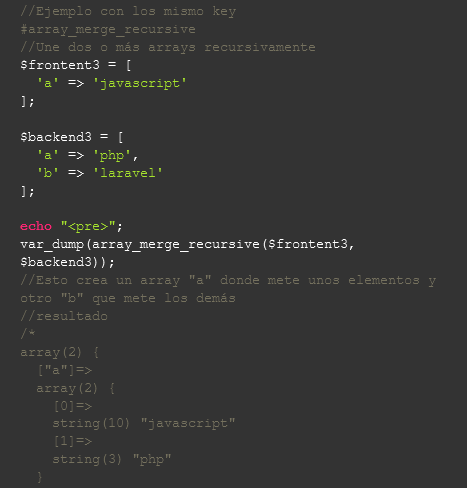 //Ejemplo con los mismo key
#array_merge_recursive
//Une dos o más arrays recursivamente
$frontent3 = [
  'a' => 'javascript'
];

$backend3 = [
  'a' => 'php',
  'b' => 'laravel'
];

echo "<pre>";
var_dump(array_merge_recursive($frontent3,
$backend3));
//Esto crea un array "a" donde mete unos elementos y
otro "b" que mete los demás
//resultado
/*
array(2) {
  ["a"]=>
  array(2) {
    [0]=>
    string(10) "javascript"
    [1]=>
    string(3) "php"
  }